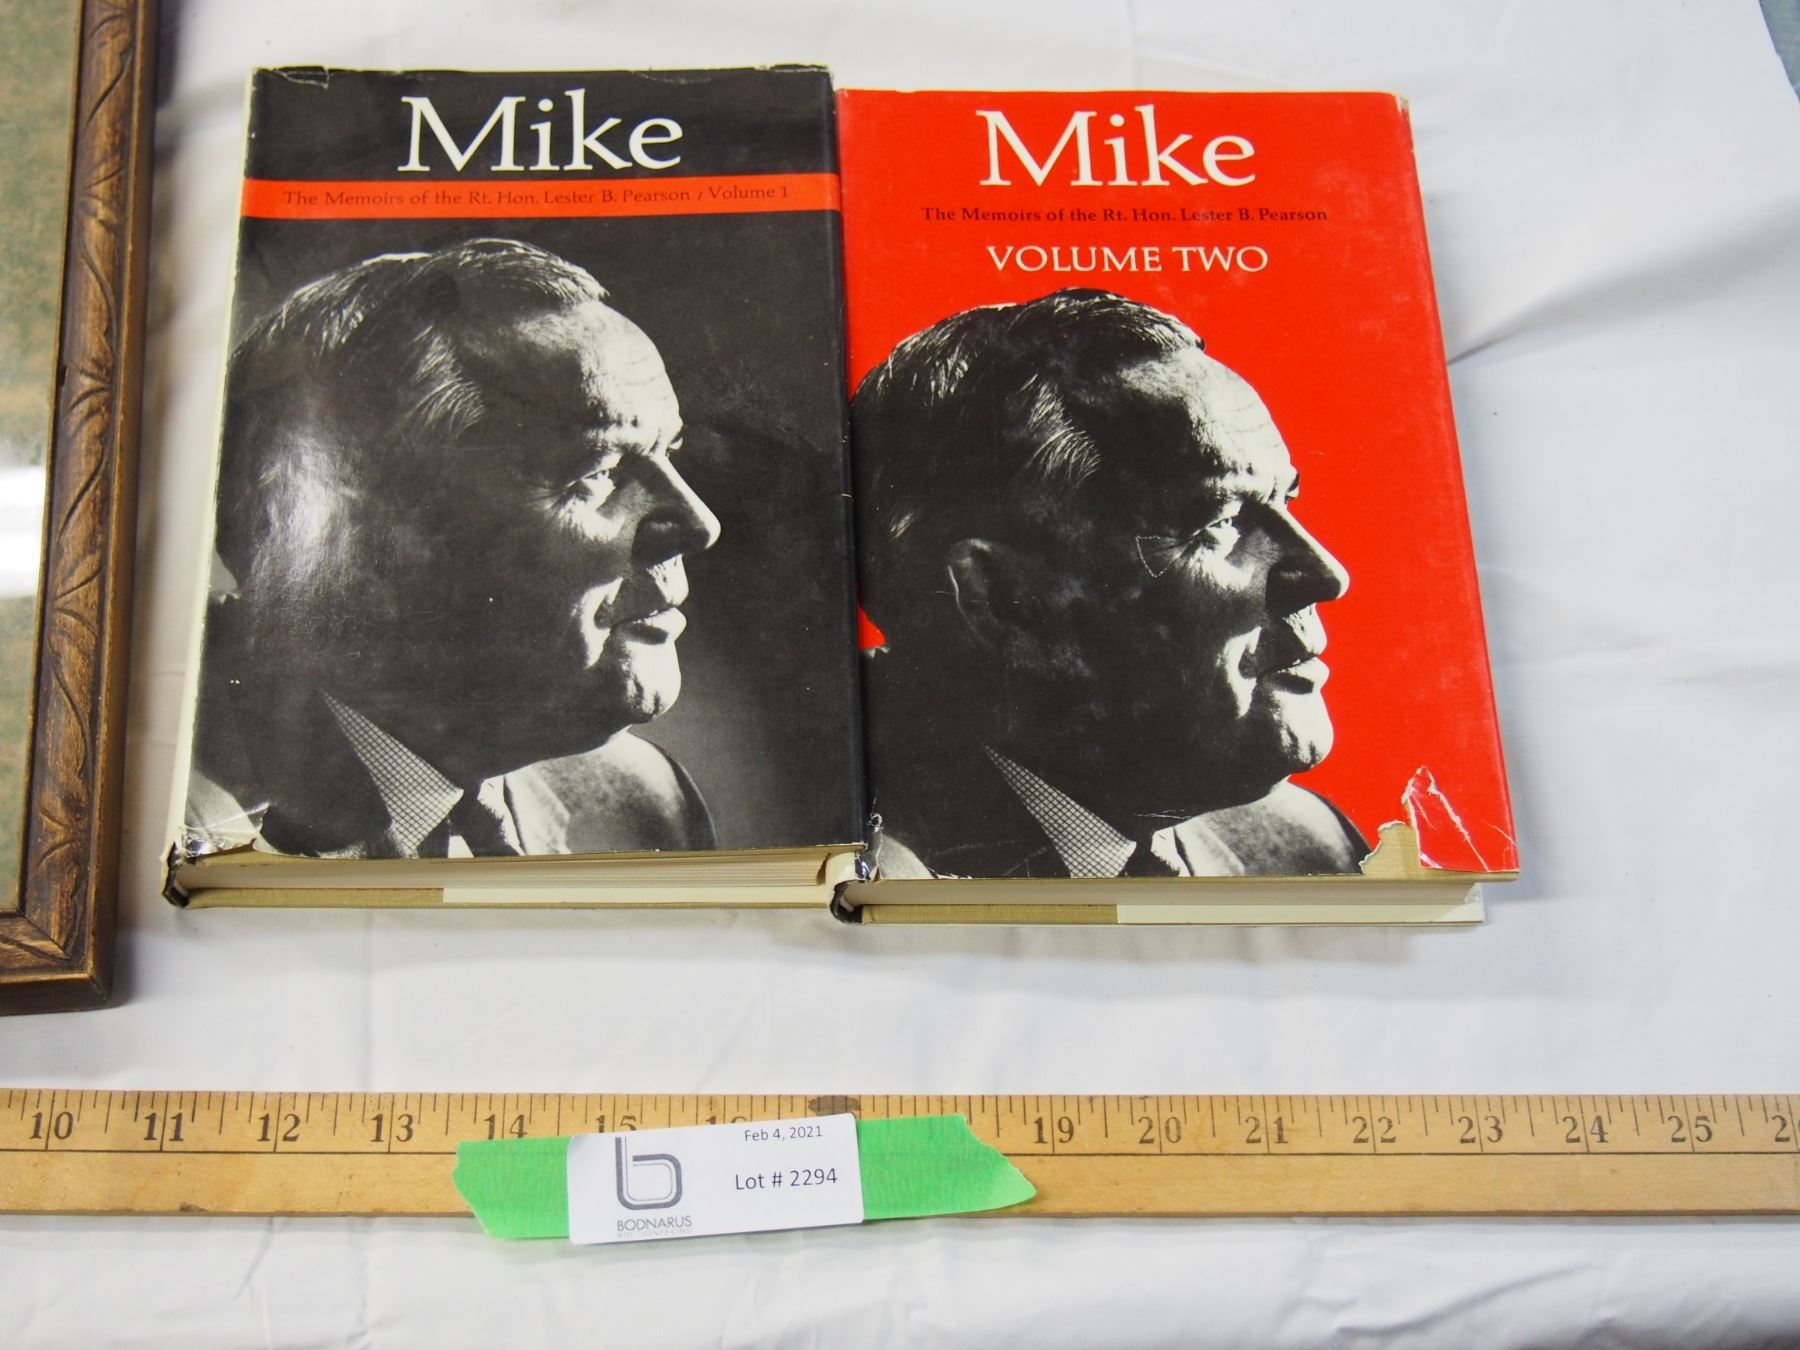 Mike
The Memoirs of the Rt. Hon. Lester B. Pearson / Volume 1
Mike
The Memoirs of the Rt. Hon. Lester B. Pearson
VOLUME TWO
10 11 12 13 14 15 19 20 21 22 23 24 25
Feb 4, 2021
Lot # 2294
b
BODNARUS
AUCTIONEERING